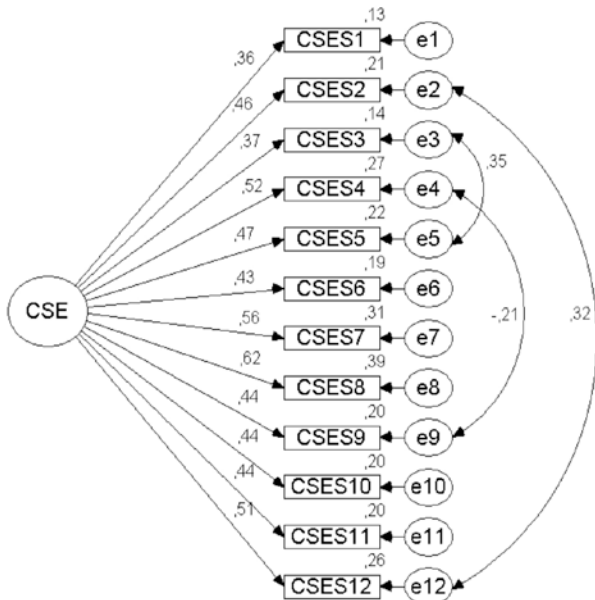 ,13
,36 CSES1 e1
,21
,46 CSES2 e2
,14
,37 CSES3 e3
,27 ,35
,52 CSES4 e4
,22
,47 CSES5 e5
,19
,43 CSES6 e6
CSE ,31 -,21 ,32
,56 CSES7 e7
,39
,62 CSES8 e8
,20
,44 CSES9 e9
,20
,44 CSES10 e10
,20
,44 CSES11 e11
,26
,51 CSES12 e12